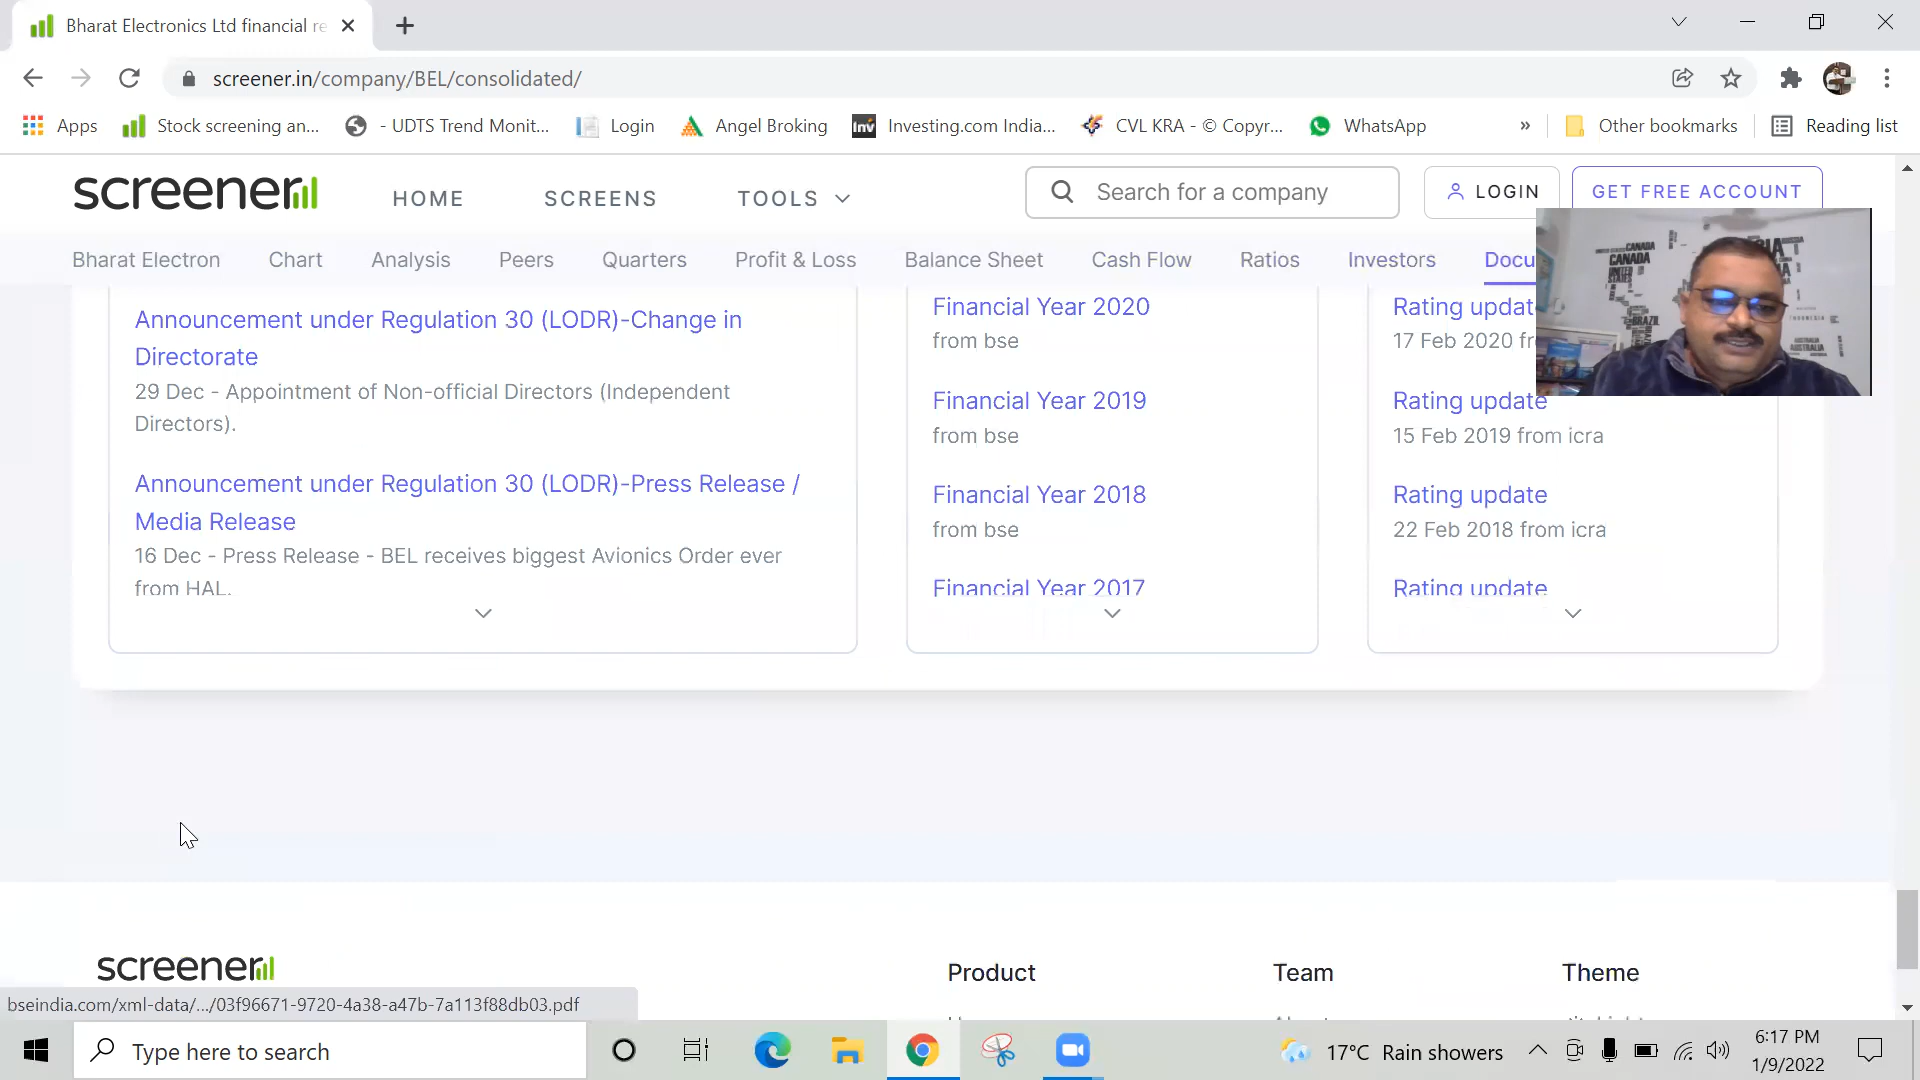 Bharat Electronics Ltd financial re
screener.in/company/BEL/consolidated/
Apps
Stock screening an...
- UDTS Trend Monit...
Login
Angel Broking
Inv
Investing.com India...
CVL KRA - © Copyr...
WhatsApp
»
Other bookmarks
Reading list
screener
HOME
SCREENS
TOOLS
Search for a company
LOGIN
GET FREE ACCOUNT
Bharat Electron
Chart
Analysis
Peers
Quarters
Profit & Loss
Balance Sheet
Cash Flow
Ratios
Investors
Docu
Announcement under Regulation 30 (LODR)-Change in
Directorate
29 Dec - Appointment of Non-official Directors (Independent
Directors).
Announcement under Regulation 30 (LODR)-Press Release /
Media Release
16 Dec - Press Release - BEL receives biggest Avionics Order ever
from HAL.
Financial Year 2020
from bse
Financial Year 2019
from bse
Financial Year 2018
from bse
Financial Year 2017
Rating updat
17 Feb 2020 fr
Rating update
15 Feb 2019 from icra
Rating update
22 Feb 2018 from icra
Rating update
CANADA
UNITED
STATES
BRAZIL
AUSTRALIA
screener
Product
Team
Theme
bseindia.com/xml-data/.../03f96671-9720-4a38-a47b-7a113f88db03.pdf
Type here to search
17°C Rain showers
6:17 PM
1/9/2022